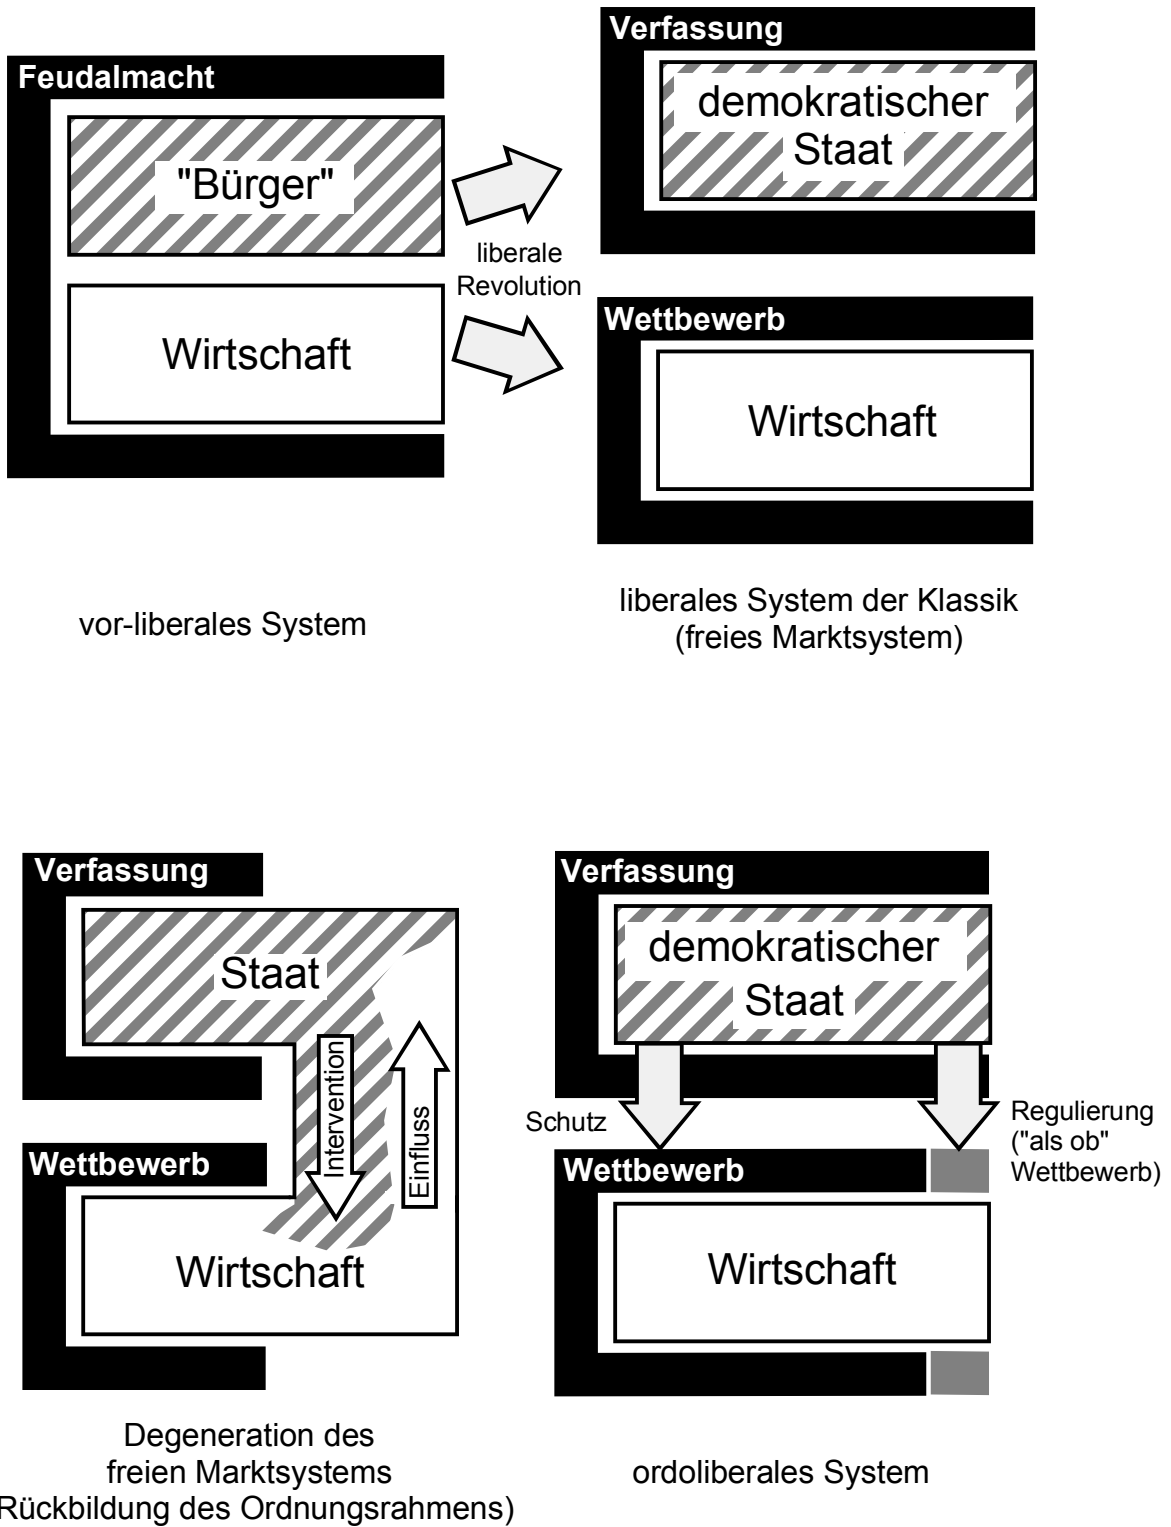 Feudalmacht
"Bürger"
Wirtschaft
liberale
Revolution
Verfassung
demokratischer
Staat
Wettbewerb
Wirtschaft
vor-liberales System
liberales System der Klassik
(freies Marktsystem)
Verfassung
Staat
Intervention
Einfluss
Wettbewerb
Wirtschaft
Degeneration des
freien Marktsystems
Rückbildung des Ordnungsrahmens)
Verfassung
demokratischer
Staat
Schutz
Regulierung
("als ob"
Wettbewerb)
Wettbewerb
Wirtschaft
ordoliberales System